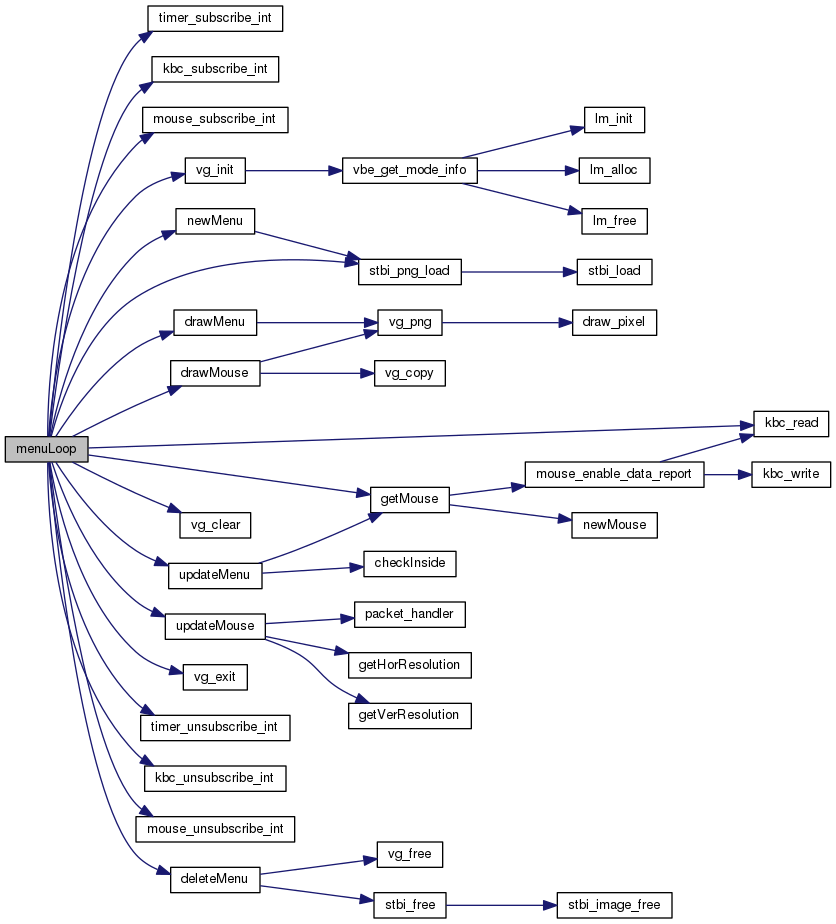 timer_subscribe_int
kbc_subscribe_int
mouse_subscribe_int
lm_init
vg_init
vbe_get_mode_info
lm_alloc
newMenu
lm_free
stbi_png_load
stbi_load
drawMenu
vg_png
draw_pixel
drawMouse
vg_copy
menuLoop
kbc_read
mouse_enable_data_report
kbc_write
getMouse
vg_clear
newMouse
updateMenu
checkInside
updateMouse
packet_handler
getHorResolution
vg_exit
getVerResolution
timer_unsubscribe_int
kbc_unsubscribe_int
mouse_unsubscribe_int
vg_free
deleteMenu
stbi_free
stbi_image_free